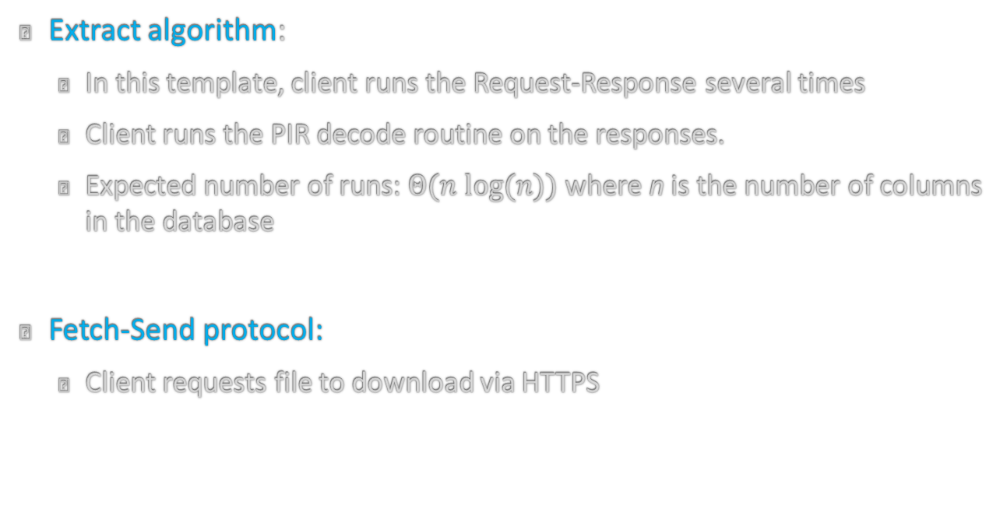 Extract algorithm:
In this template, client runs the Request-Response several times
Client runs the PIR decode routine on the responses.
Expected number of runs: Θ(n log(n)) where n is the number of columns
in the database
Fetch-Send protocol:
Client requests file to download via HTTPS